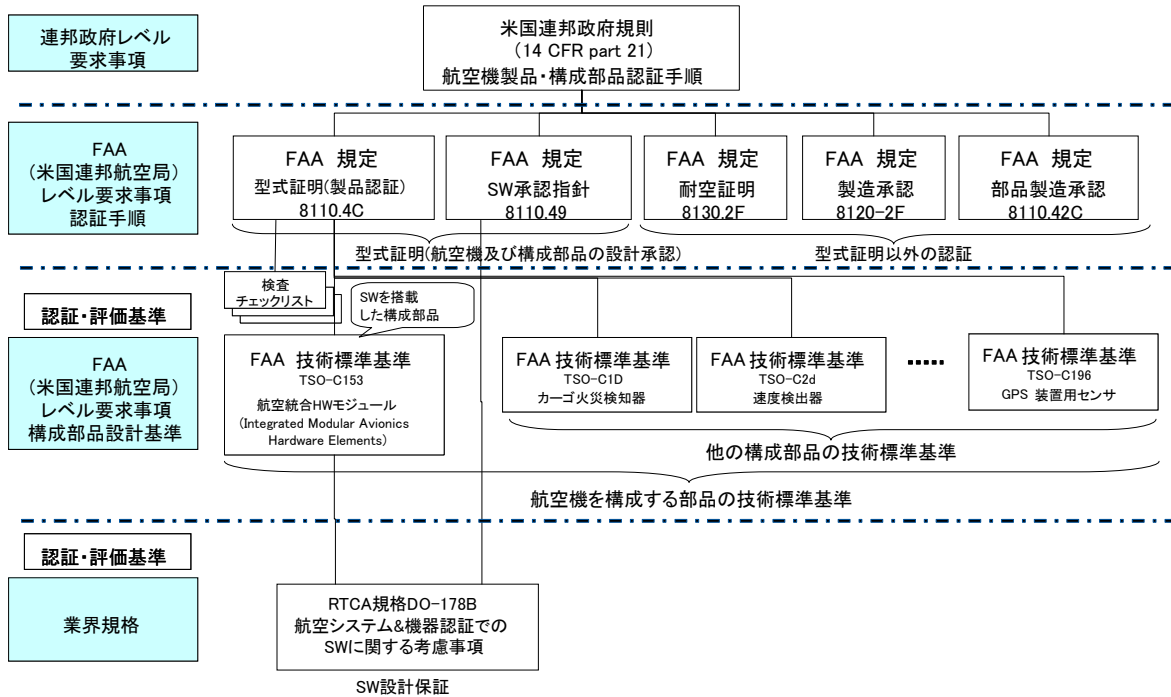 連邦政府レベル
要求事項
米国連邦政府規則
(14 CFR part 21)
航空機製品・構成部品認証手順
FAA
(米国連邦航空局)
レベル要求事項
認証手順
FAA 規定
型式証明(製品認証)
8110.4C
FAA 規定
SW承認指針
8110.49
FAA 規定
耐空証明
8130.2F
FAA 規定
製造承認
8120-2F
FAA 規定
部品製造承認
8110.42C
型式証明(航空機及び構成部品の設計承認)
型式証明以外の認証
検査
チェックリスト
SWを搭載
した構成部品
認証・評価基準
FAA
(米国連邦航空局)
レベル要求事項
構成部品設計基準
FAA 技術標準基準
TSO-C153
航空統合HWモジュール
(Integrated Modular Avionics
Hardware Elements)
FAA 技術標準基準
TSO-C1D
カーゴ火災検知器
FAA 技術標準基準
TSO-C2d
速度検出器
・・・・・
FAA 技術標準基準
TSO-C196
GPS 装置用センサ
他の構成部品の技術標準基準
航空機を構成する部品の技術標準基準
認証・評価基準
業界規格
RTCA規格DO-178B
航空システム&機器認証での
SWに関する考慮事項
SW設計保証